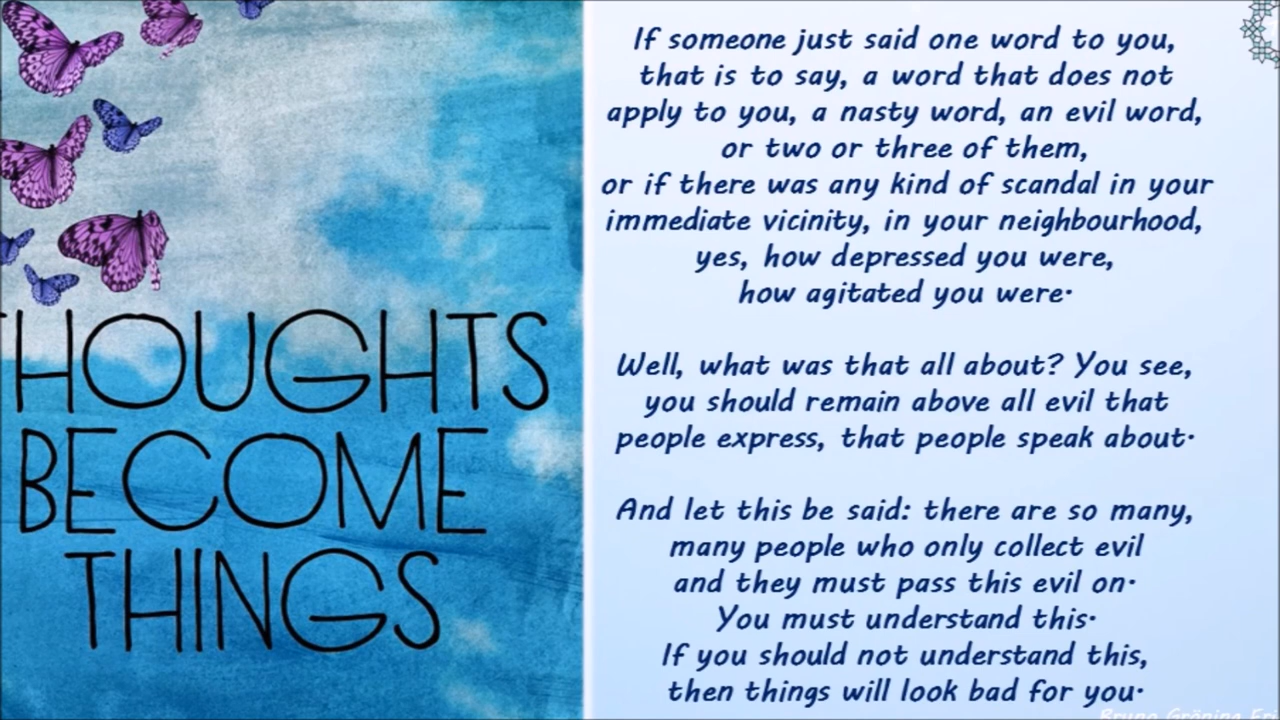 THOUGHTS
BECOME
THINGS
If someone just said one word to you,
that is to say, a word that does not
apply to you, a nasty word, an evil word,
or two or three of them,
or if there was any kind of scandal in your
immediate vicinity, in your neighbourhood,
yes, how depressed you were,
how agitated you were.
Well, what was that all about? You see,
you should remain above all evil that
people express, that people speak about.
And let this be said: there are so many,
many people who only collect evil
and they must pass this evil on.
You must understand this.
If you should not understand this,
then things will look bad for you.
Bruno Gröning